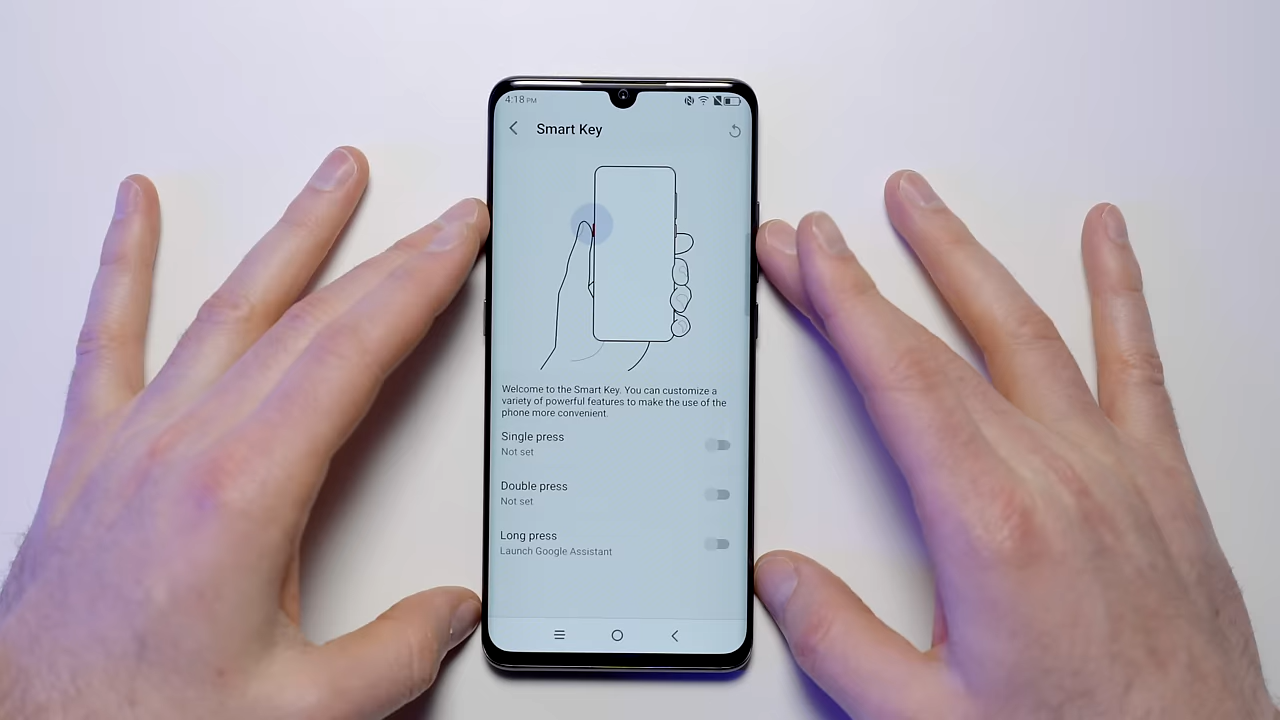 4:18 PM
Smart Key
Welcome to the Smart Key. You can customize a
variety of powerful features to make the use of the
phone more convenient.
Single press
Not set
Double press
Not set
Long press
Launch Google Assistant